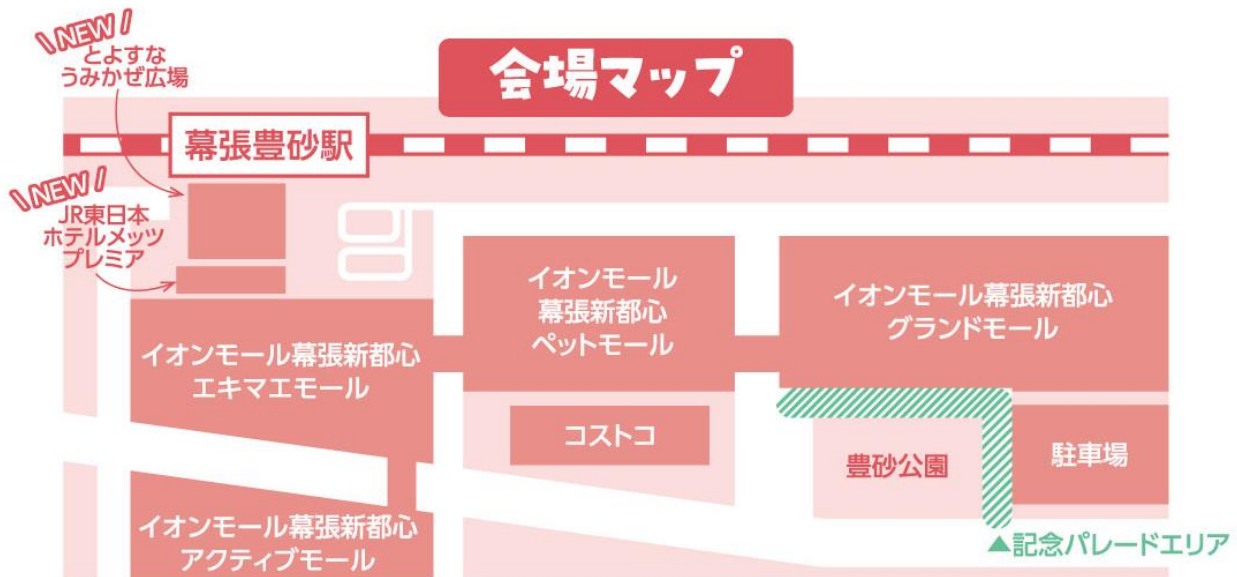 \ NEW /
とよすな
うみかぜ広場
会場マップ
幕張豊砂駅
\ NEW /
JR東日本
ホテルメッツ
プレミア
イオンモール
幕張新都心
ペットモール
イオンモール幕張新都心
グランドモール
イオンモール幕張新都心
エキマエモール
コストコ
豊砂公園
駐車場
イオンモール幕張新都心
アクティブモール
▲記念パレードエリア